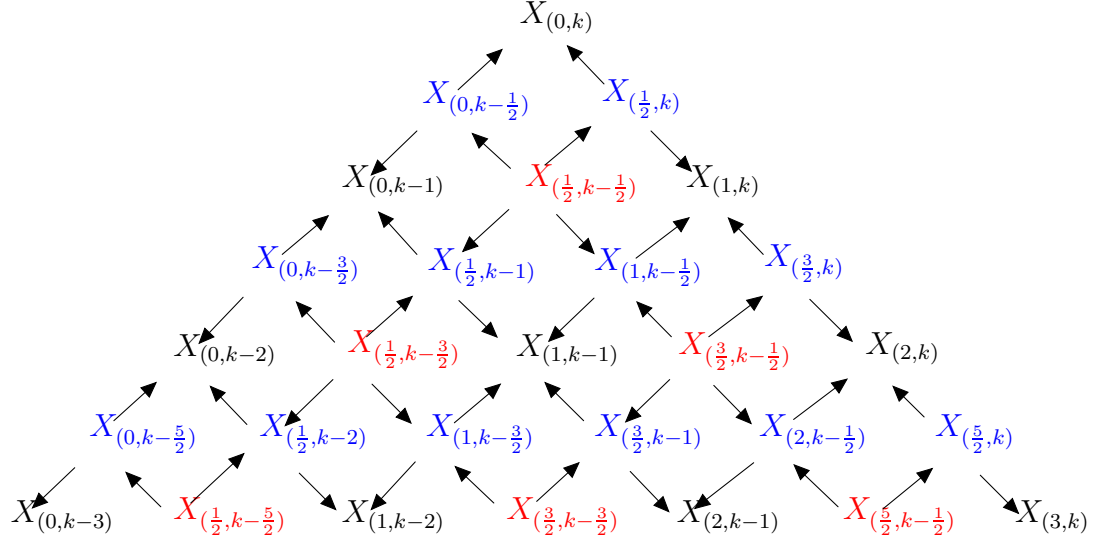 X_{(0,k)}
X_{(0,k-\frac{1}{2})} X_{(\frac{1}{2},k)}
X_{(0,k-1)} X_{(\frac{1}{2},k-\frac{1}{2})} X_{(1,k)}
X_{(0,k-\frac{3}{2})} X_{(\frac{1}{2},k-1)} X_{(1,k-\frac{1}{2})} X_{(\frac{3}{2},k)}
X_{(0,k-2)} X_{(\frac{1}{2},k-\frac{3}{2})} X_{(1,k-1)} X_{(\frac{3}{2},k-\frac{1}{2})} X_{(2,k)}
X_{(0,k-\frac{5}{2})} X_{(\frac{1}{2},k-2)} X_{(1,k-\frac{3}{2})} X_{(\frac{3}{2},k-1)} X_{(2,k-\frac{1}{2})} X_{(\frac{5}{2},k)}
X_{(0,k-3)} X_{(\frac{1}{2},k-\frac{5}{2})} X_{(1,k-2)} X_{(\frac{3}{2},k-\frac{3}{2})} X_{(2,k-1)} X_{(\frac{5}{2},k-\frac{1}{2})} X_{(3,k)}